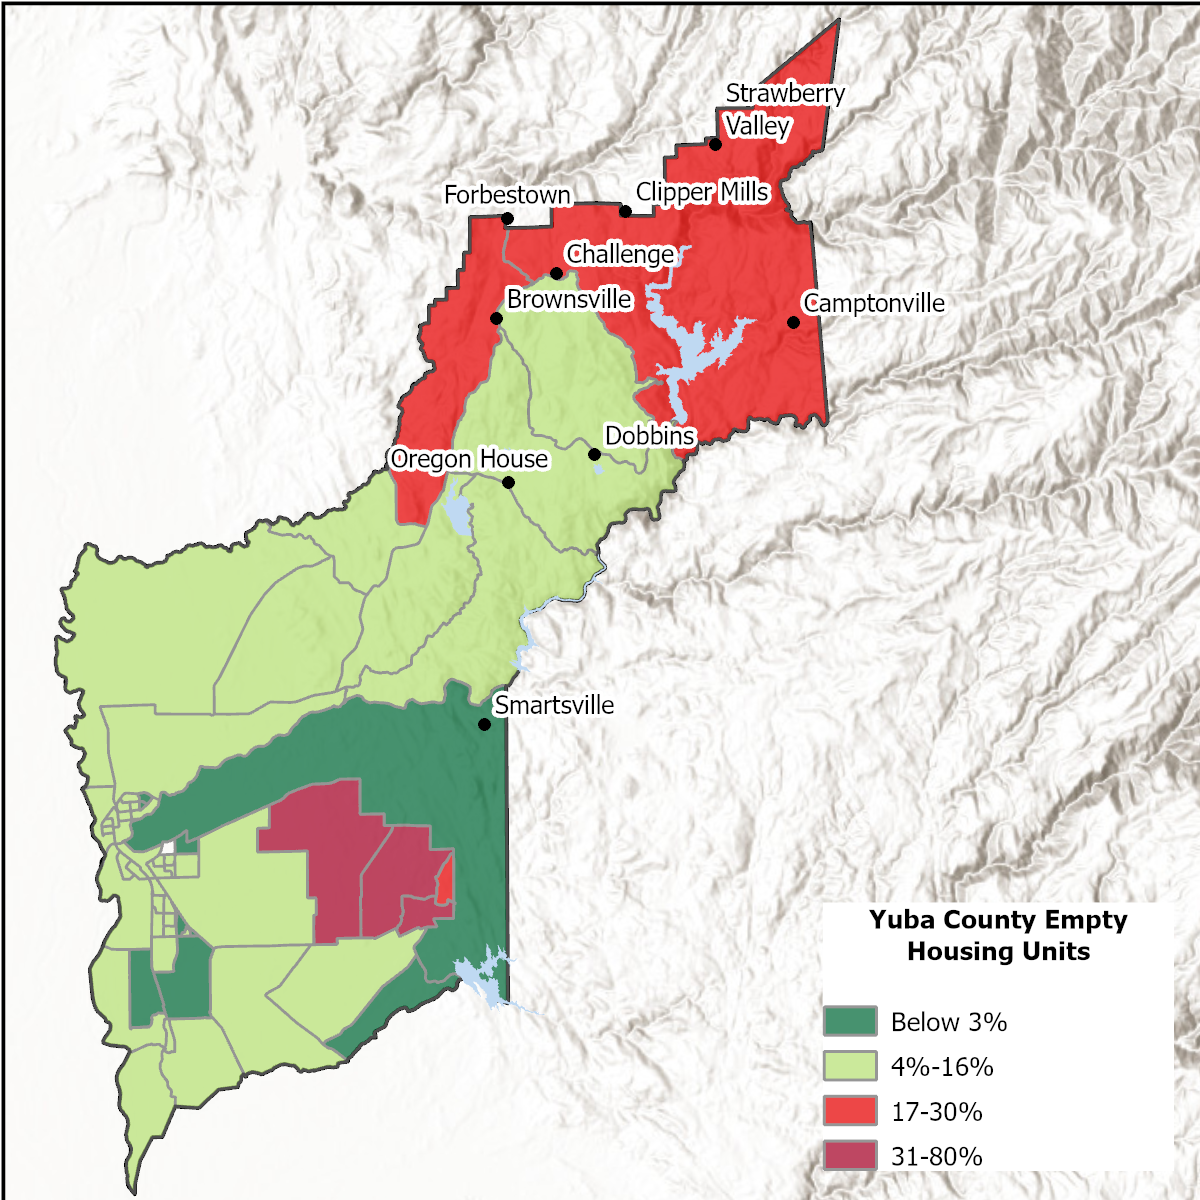 Strawberry
Valley
Forbestown
Clipper Mills
Challenge
Brownsville
Camptonville
Dobbins
Oregon House
Smartsville
Yuba County Empty
Housing Units
Below 3%
4%-16%
17-30%
31-80%